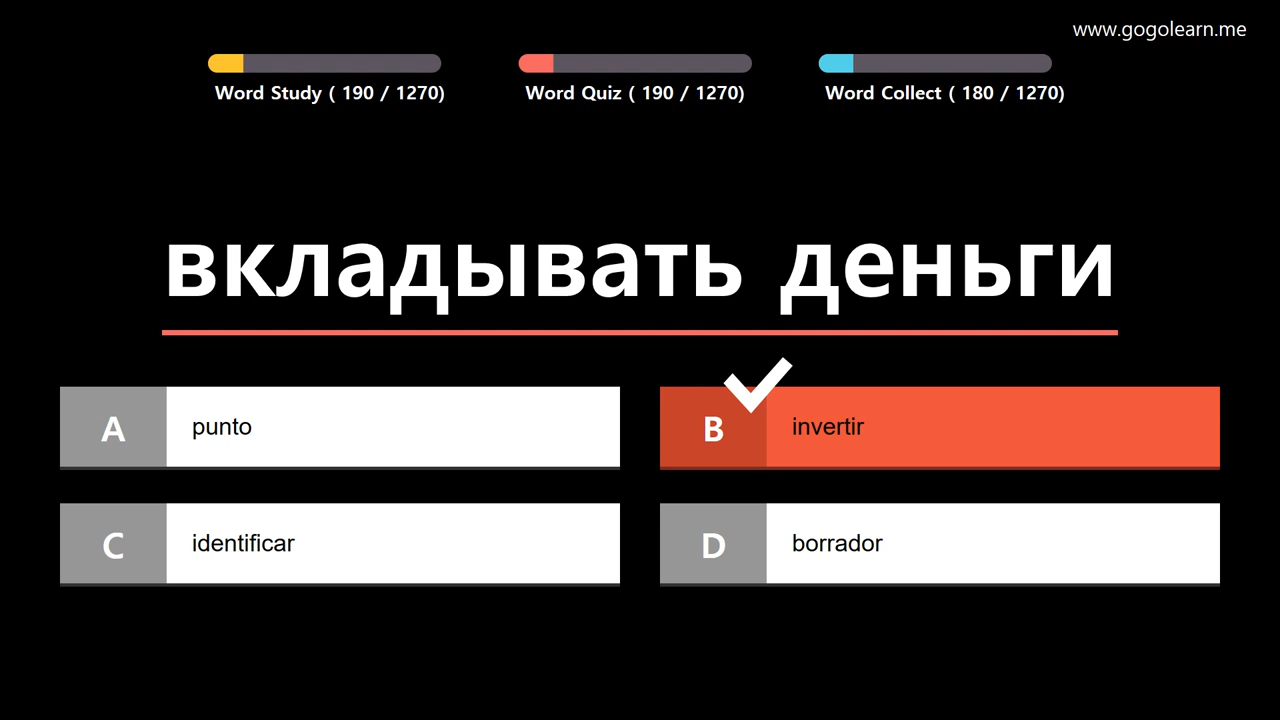 www.gogolearn.me
Word Study ( 190 / 1270)
Word Quiz ( 190 / 1270)
Word Collect ( 180 / 1270)
вкладывать деньги
A punto
B invertir
C identificar
D borrador